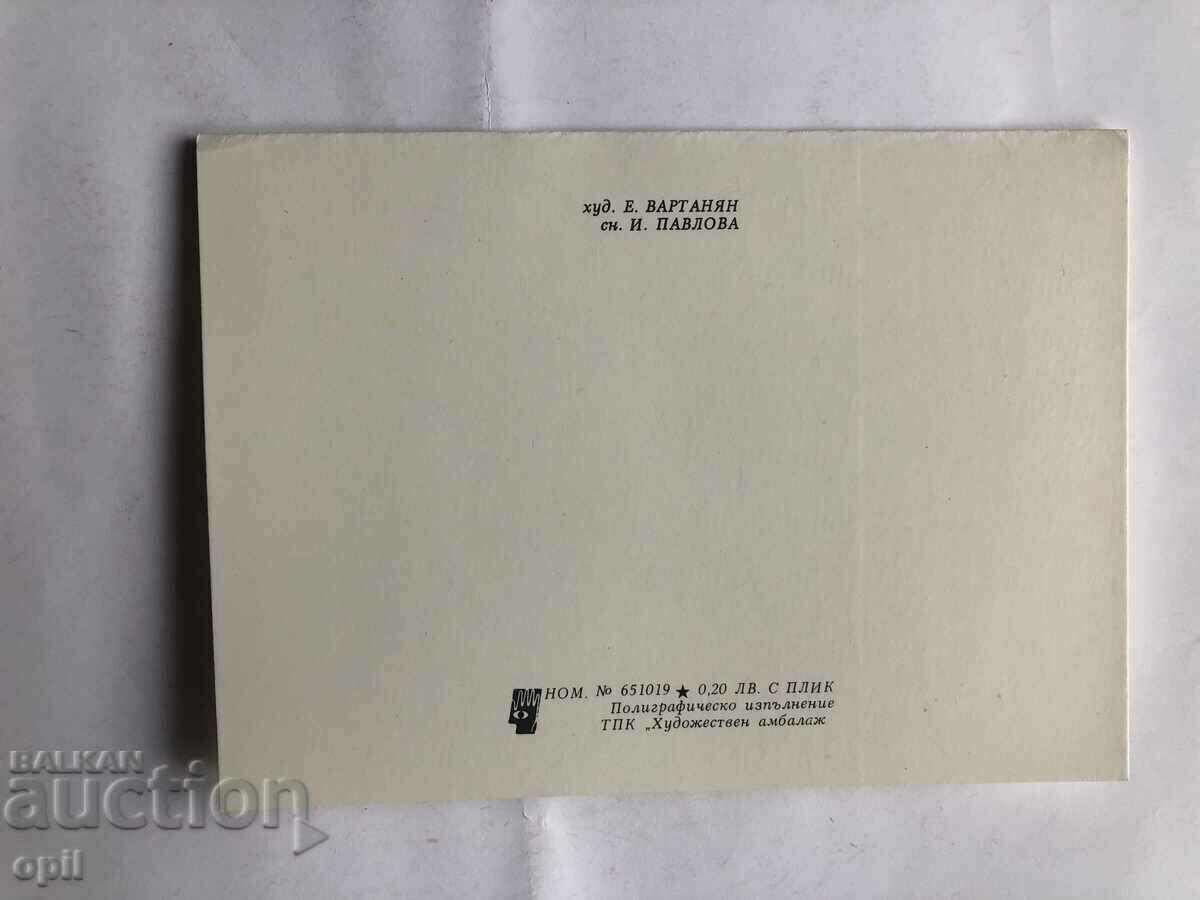 худ. Е. ВАРТАНЯН
сн. И. ПАВЛОВА
НОМ. № 651019 ★ 0,20 ЛВ. С ПЛИК
Полиграфическо изпълнение
ТПК „Художествен амбалаж
BALKAN
auction
opil